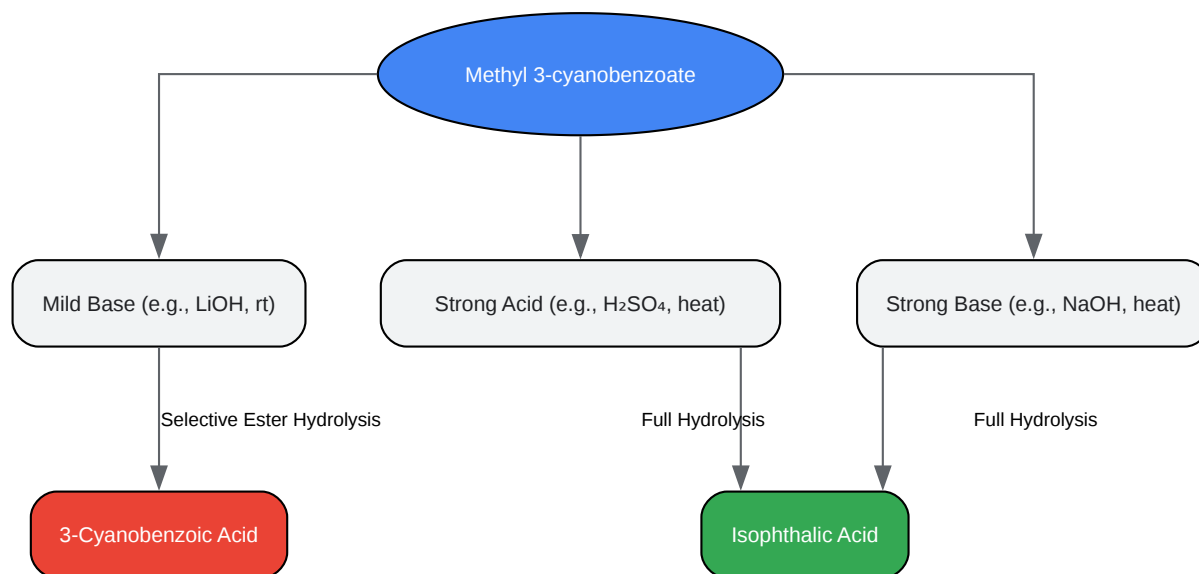 Methyl 3-cyanobenzoate
Mild Base (e.g., LiOH, rt)
Strong Acid (e.g., H₂SO₄, heat)
Strong Base (e.g., NaOH, heat)
Selective Ester Hydrolysis
Full Hydrolysis
Full Hydrolysis
3-Cyanobenzoic Acid
Isophthalic Acid